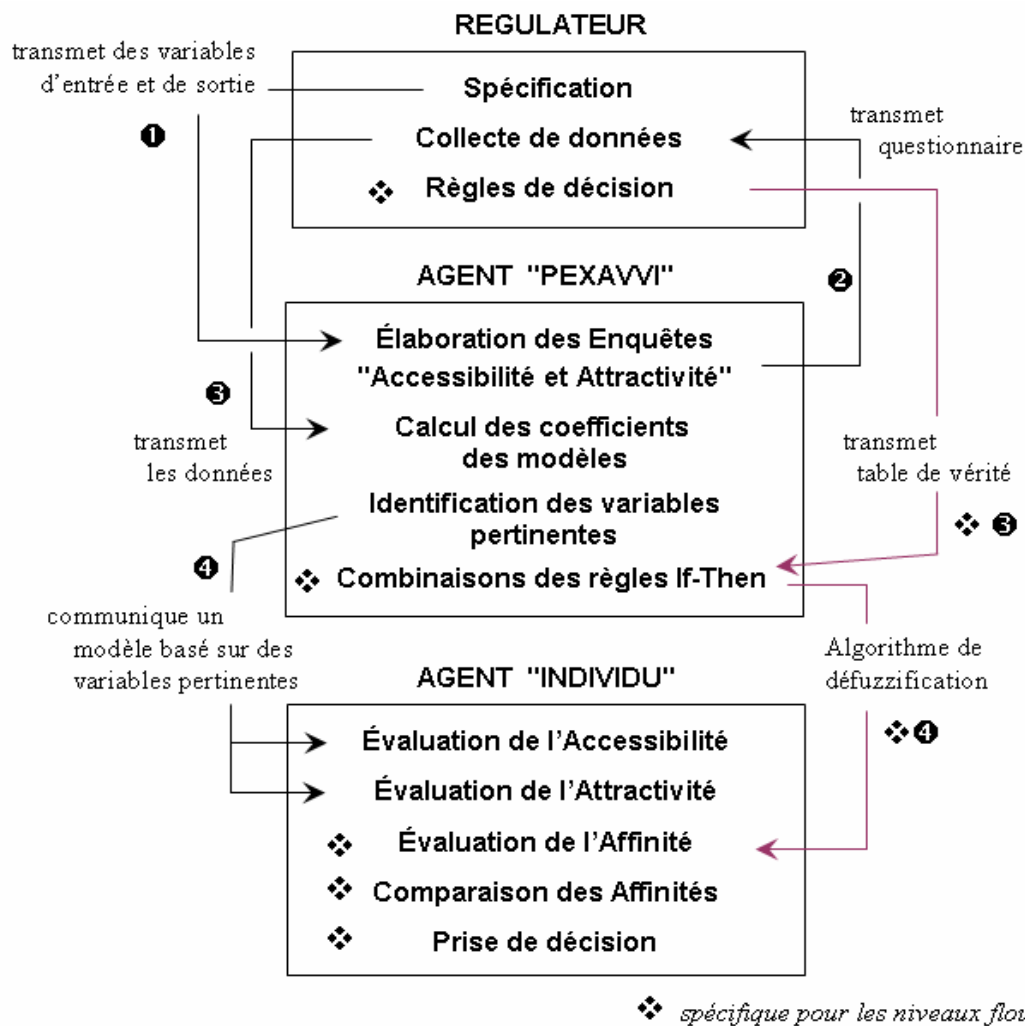 REGULATEUR
transmet des variables
d'entrée et de sortie
❶
Spécification
Collecte de données
❖ Règles de décision
transmet
questionnaire
❷
AGENT "PEXAVVI"
Élaboration des Enquêtes
"Accessibilité et Attractivité"
❸
transmet
les données
Calcul des coefficients
des modèles
Identification des variables
pertinentes
❖ Combinaisons des règles If-Then
transmet
table de vérité
❖ ❸
❹
communique un
modèle basé sur des
variables pertinentes
AGENT "INDIVIDU"
Algorithme de
défuzzification
❖ ❹
Évaluation de l'Accessibilité
Évaluation de l'Attractivité
❖ Évaluation de l'Affinité
❖ Comparaison des Affinités
❖ Prise de décision
❖ spécifique pour les niveaux flou